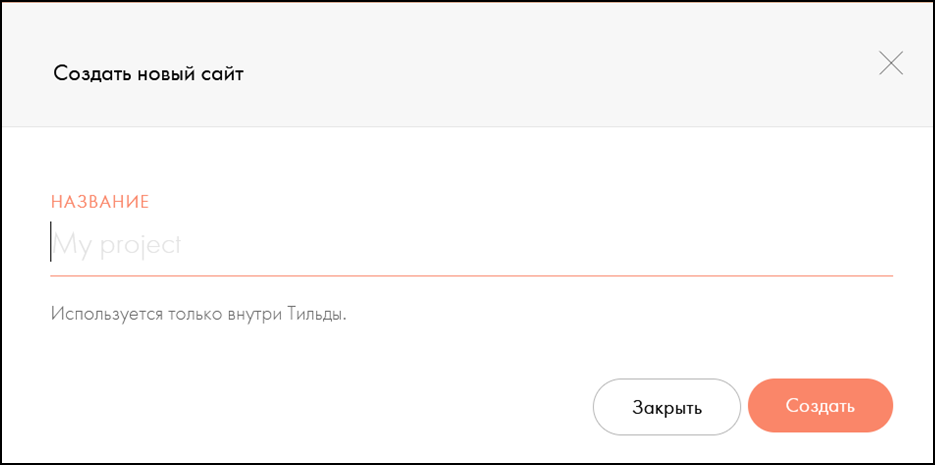 Создать новый сайт
НАЗВАНИЕ
My project
Используется только внутри Тильды.
Закрыть
Создать